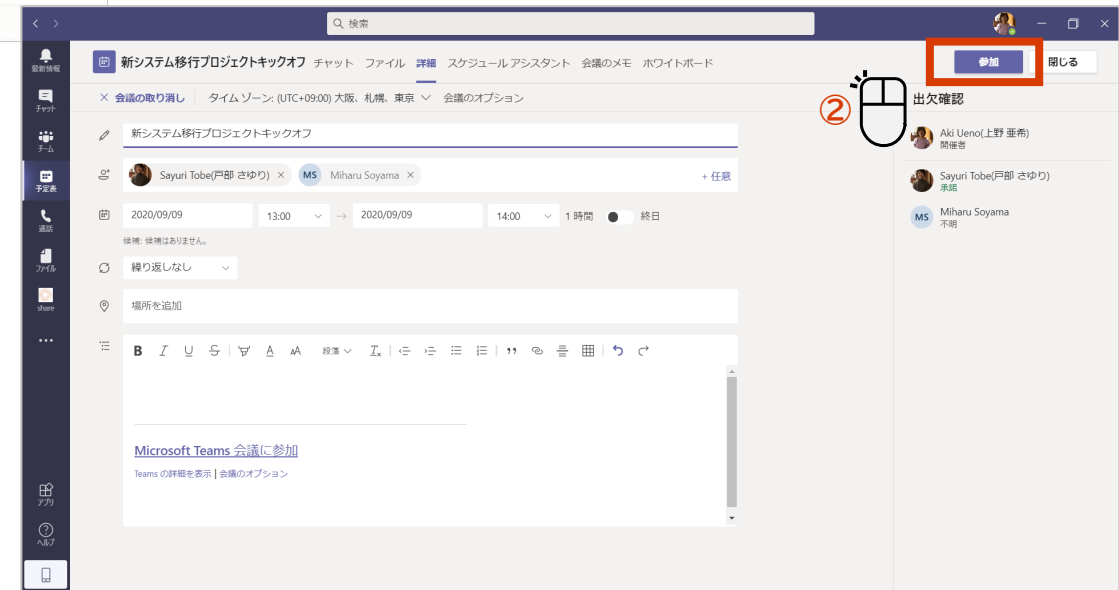 検索
最新情報
チャット
チーム
予定表
通話
ファイル
share
アプリ
ヘルプ
新システム移行プロジェクトキックオフ チャット ファイル 詳細 スケジュール アシスタント 会議のメモ ホワイトボード
参加 閉じる
②
× 会議の取り消し タイム ゾーン: (UTC+09:00) 大阪、札幌、東京 会議のオプション
新システム移行プロジェクトキックオフ
Sayuri Tobe(戸部 さゆり) × MS Miharu Soyama × + 任意
2020/09/09 13:00 → 2020/09/09 14:00 1 時間 終日
候補: 候補はありません。
繰り返しなし
場所を追加
B I U S A AA 段落
Microsoft Teams 会議に参加
Teams の詳細を表示 | 会議のオプション
出欠確認
Aki Ueno(上野 亜希)
開催者
Sayuri Tobe(戸部 さゆり)
承諾
MS Miharu Soyama
不明